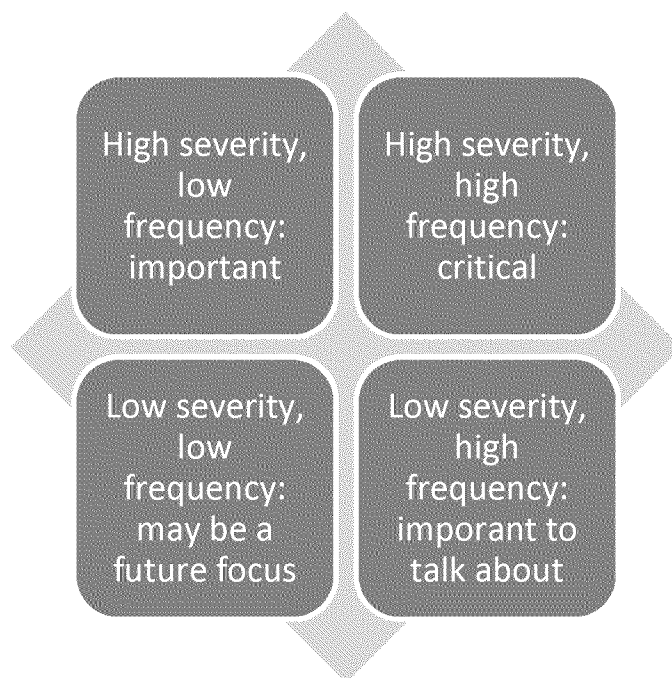 High severity,
low
frequency:
important
High severity,
high
frequency:
critical
Low severity,
low
frequency:
may be a
future focus
Low severity,
high
frequency:
imporant to
talk about